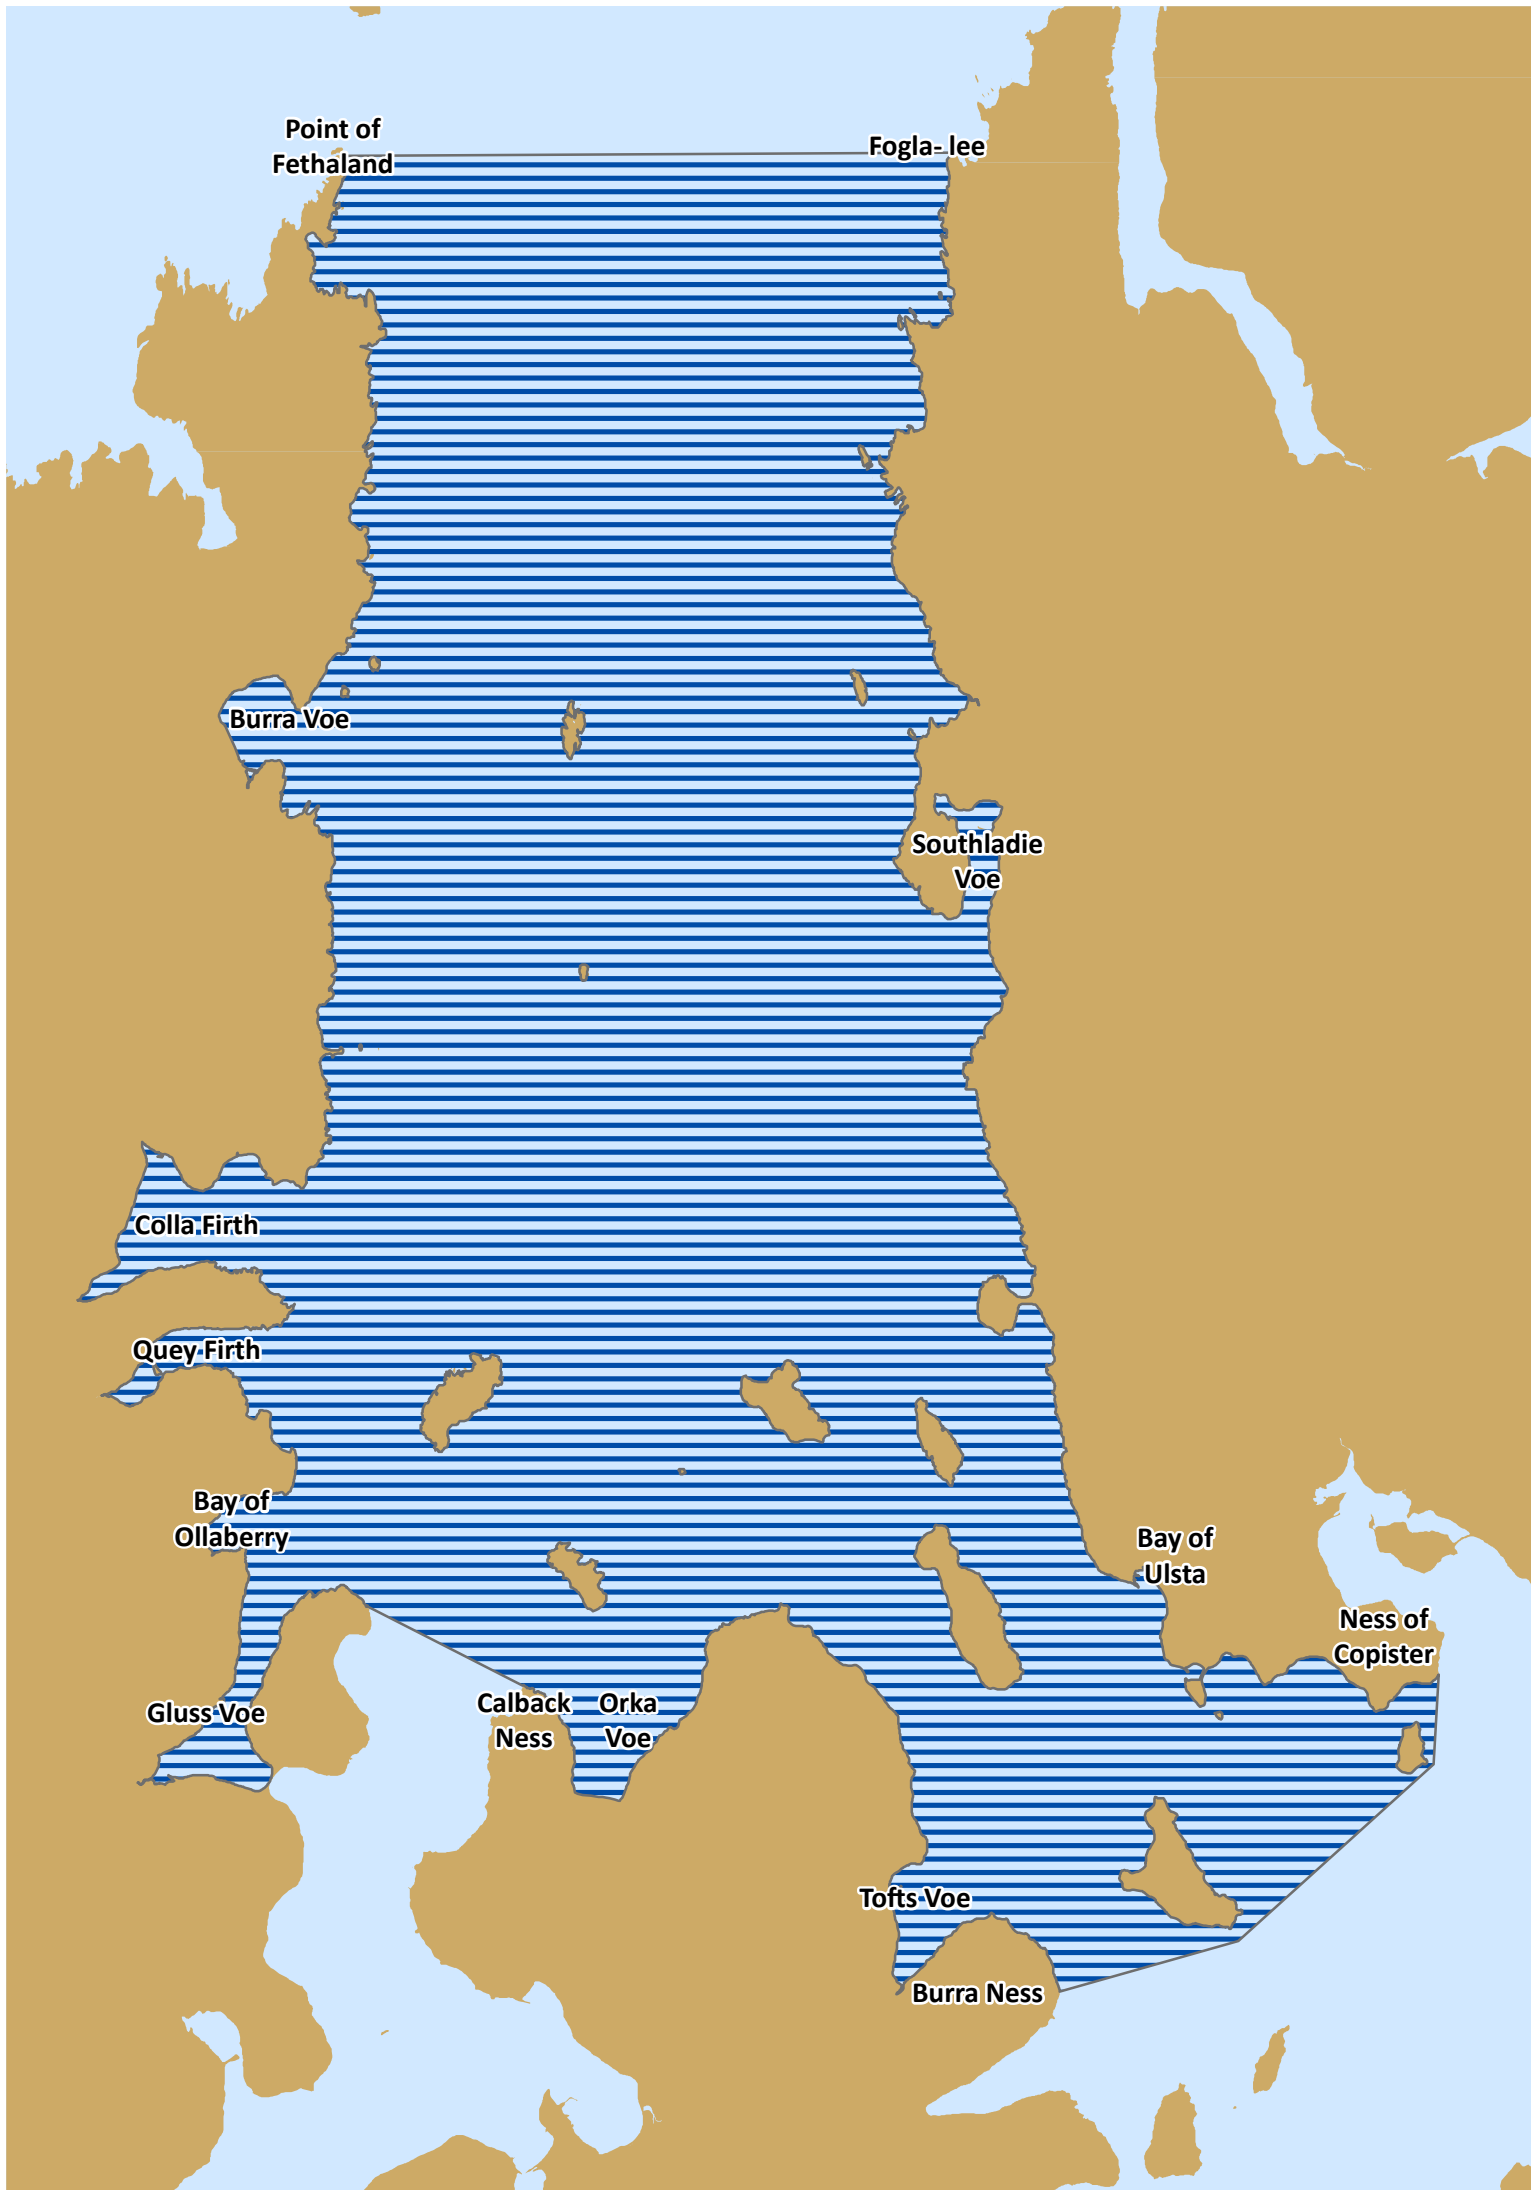 Point of
Fethaland
Fogla- lee
Burra Voe
Southladie
Voe
Colla Firth
Quey Firth
Bay of
Ollaberry
Bay of
Ulsta
Ness of
Copister
Gluss Voe
Calback
Ness
Orka
Voe
Tofts Voe
Burra Ness